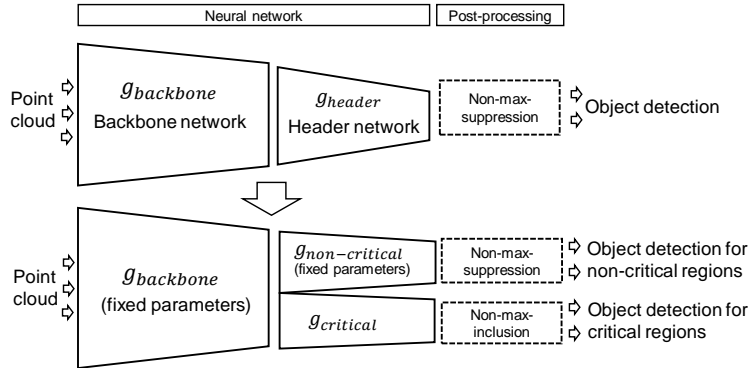 Neural network
Post-processing
Point
cloud
g_backbone
Backbone network
g_header
Header network
Non-max-
suppression
Object detection
Point
cloud
g_backbone
(fixed parameters)
g_non−critical
(fixed parameters)
Non-max-
suppression
Object detection for
non-critical regions
g_critical
Non-max-
inclusion
Object detection for
critical regions